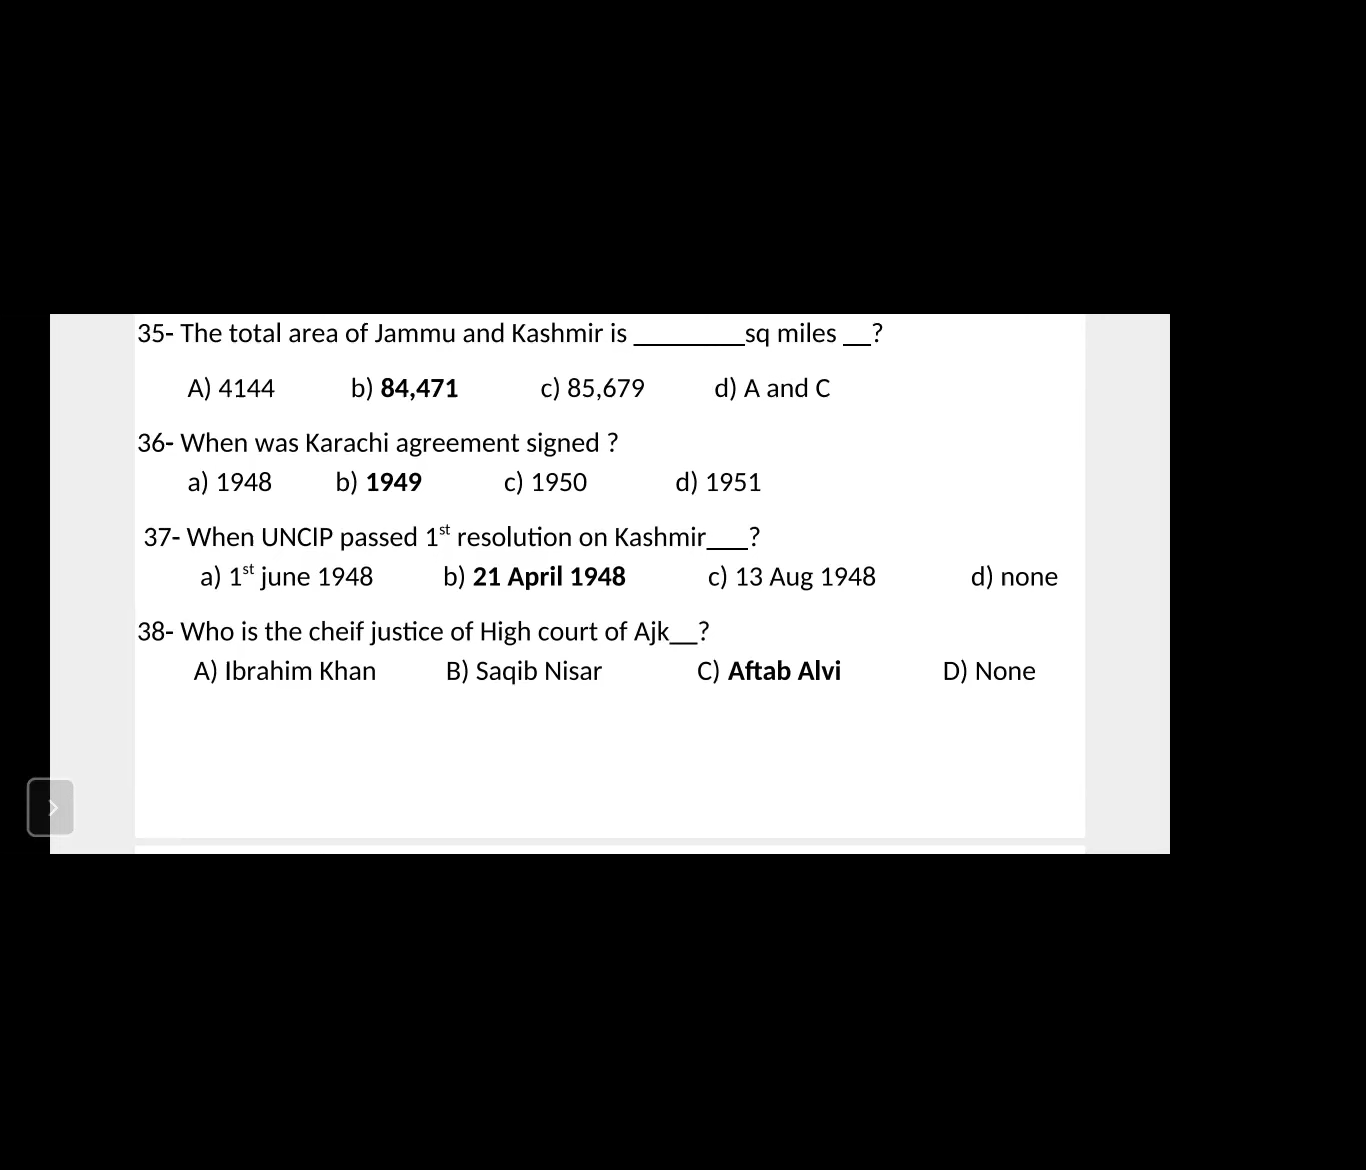 35- The total area of Jammu and Kashmir is ________sq miles __?
A) 4144 b) 84,471 c) 85,679 d) A and C
36- When was Karachi agreement signed ?
a) 1948 b) 1949 c) 1950 d) 1951
37- When UNCIP passed 1st resolution on Kashmir___?
a) 1st june 1948 b) 21 April 1948 c) 13 Aug 1948 d) none
38- Who is the cheif justice of High court of Ajk__?
A) Ibrahim Khan B) Saqib Nisar C) Aftab Alvi D) None